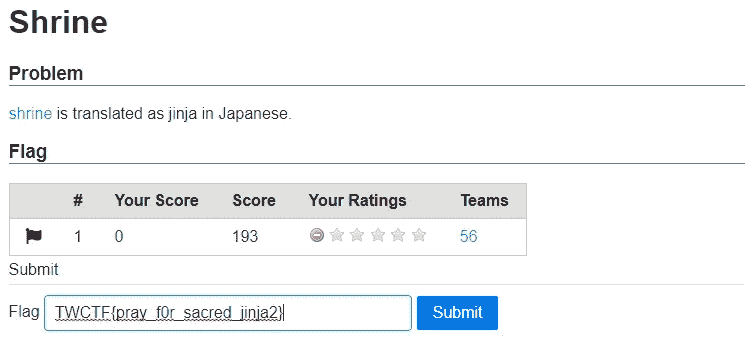 Shrine
Problem
shrine is translated as jinja in Japanese.
Flag
# Your Score Score Your Ratings Teams
1 0 193 56
Submit
Flag TWCTF{pray_f0r_sacred_jinja2} Submit